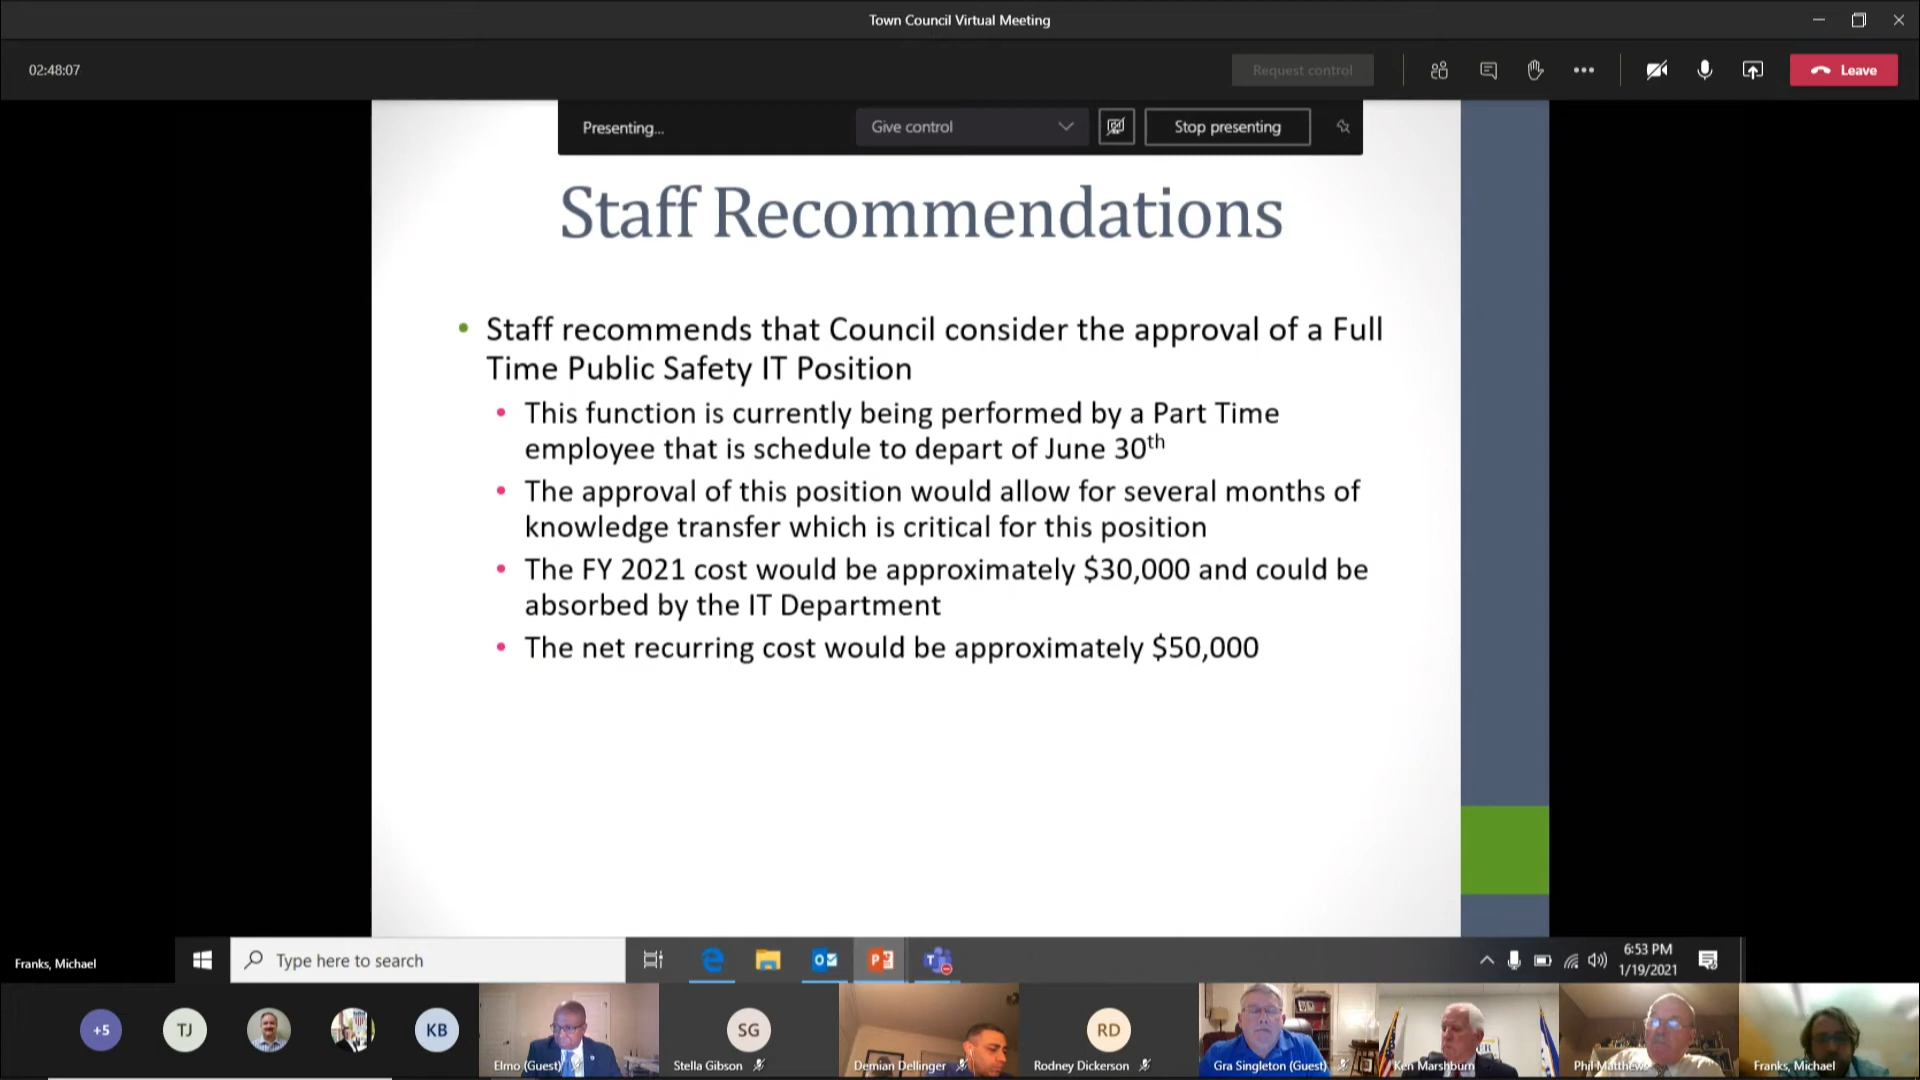 Town Council Virtual Meeting
02:48:07
Request control
Leave
Presenting...
Give control
Stop presenting
Staff Recommendations
Staff recommends that Council consider the approval of a Full
Time Public Safety IT Position
This function is currently being performed by a Part Time
employee that is schedule to depart of June 30th
The approval of this position would allow for several months of
knowledge transfer which is critical for this position
The FY 2021 cost would be approximately $30,000 and could be
absorbed by the IT Department
The net recurring cost would be approximately $50,000
Franks, Michael
Type here to search
6:53 PM
1/19/2021
+5
TJ
KB
SG
RD
Elmo (Guest)
Stella Gibson
Demian Dellinger
Rodney Dickerson
Gra Singleton (Guest)
Ken Marshburn
Phil Matthews
Franks, Michael